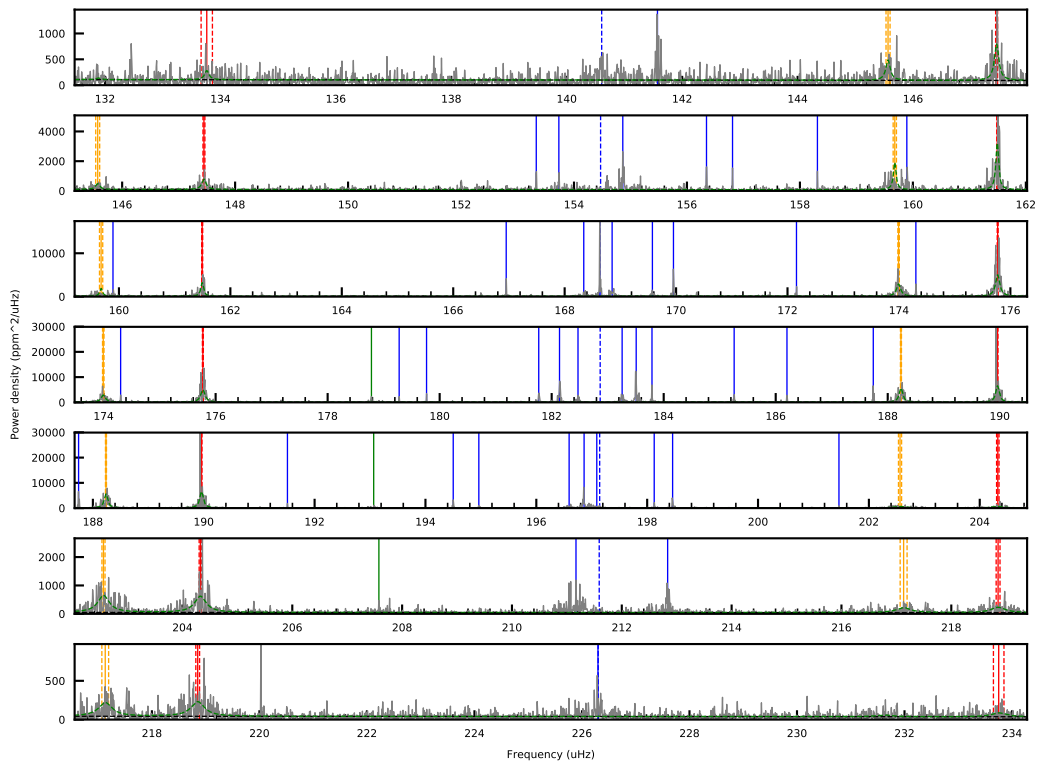 1000
500
0
132 134 136 138 140 142 144 146
4000
2000
0
146 148 150 152 154 156 158 160 162
10000
0
160 162 164 166 168 170 172 174 176
30000
20000
10000
0
174 176 178 180 182 184 186 188 190
30000
20000
10000
0
188 190 192 194 196 198 200 202 204
2000
1000
0
204 206 208 210 212 214 216 218
500
0
218 220 222 224 226 228 230 232 234
Power density (ppm^2/uHz)
Frequency (uHz)